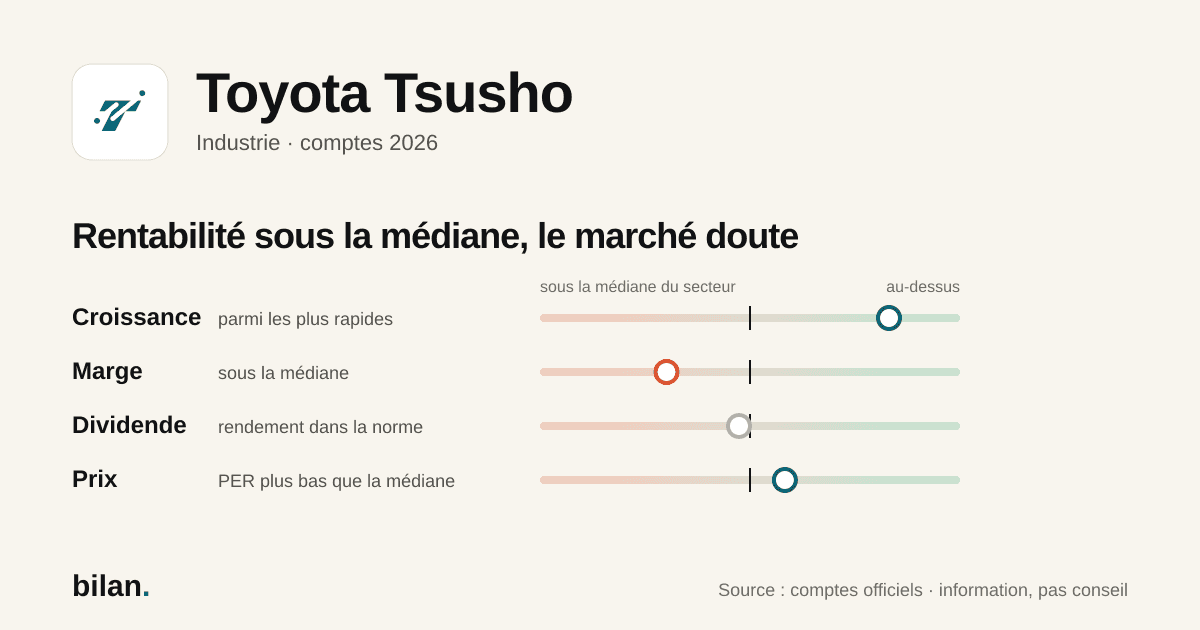 Toyota Tsusho
Industrie · comptes 2026
Rentabilité sous la médiane, le marché doute
sous la médiane du secteur au-dessus
Croissance parmi les plus rapides
Marge sous la médiane
Dividende rendement dans la norme
Prix PER plus bas que la médiane
bilan.
Source : comptes officiels · information, pas conseil